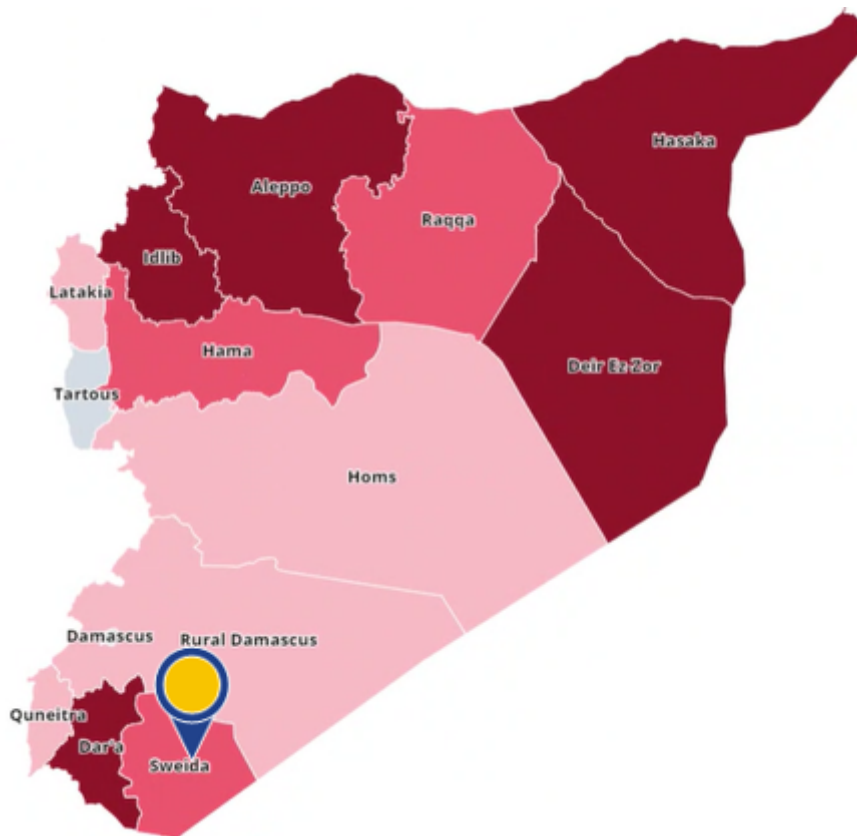 Hasaka
Aleppo
Raqqa
Idlib
Latakia
Hama
Deir Ez Zor
Tartous
Homs
Damascus
Rural Damascus
Quneitra
Dar'a
Sweida